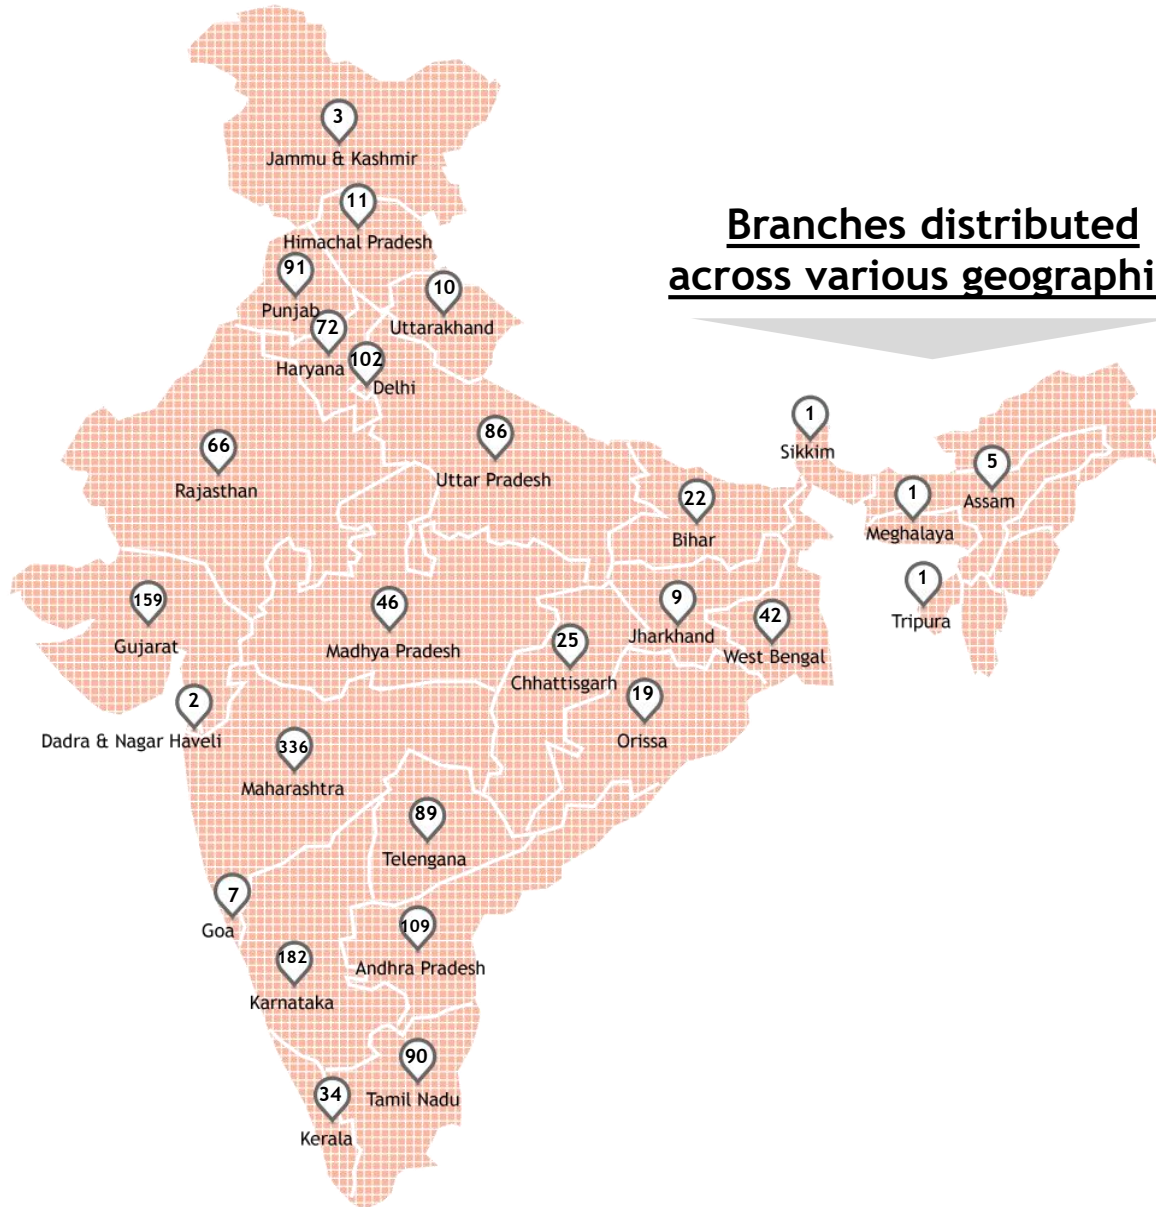 3
Jammu & Kashmir
11
Himachal Pradesh
Branches distributed
across various geographi
91
Punjab
10
Uttarakhand
72
Haryana
102
Delhi
1
Sikkim
86
Uttar Pradesh
66
Rajasthan
5
Assam
22
Bihar
1
Meghalaya
1
Tripura
159
Gujarat
46
Madhya Pradesh
9
Jharkhand
42
West Bengal
25
Chhattisgarh
19
Orissa
2
Dadra & Nagar Haveli
336
Maharashtra
89
Telengana
7
Goa
109
Andhra Pradesh
182
Karnataka
90
Tamil Nadu
34
Kerala